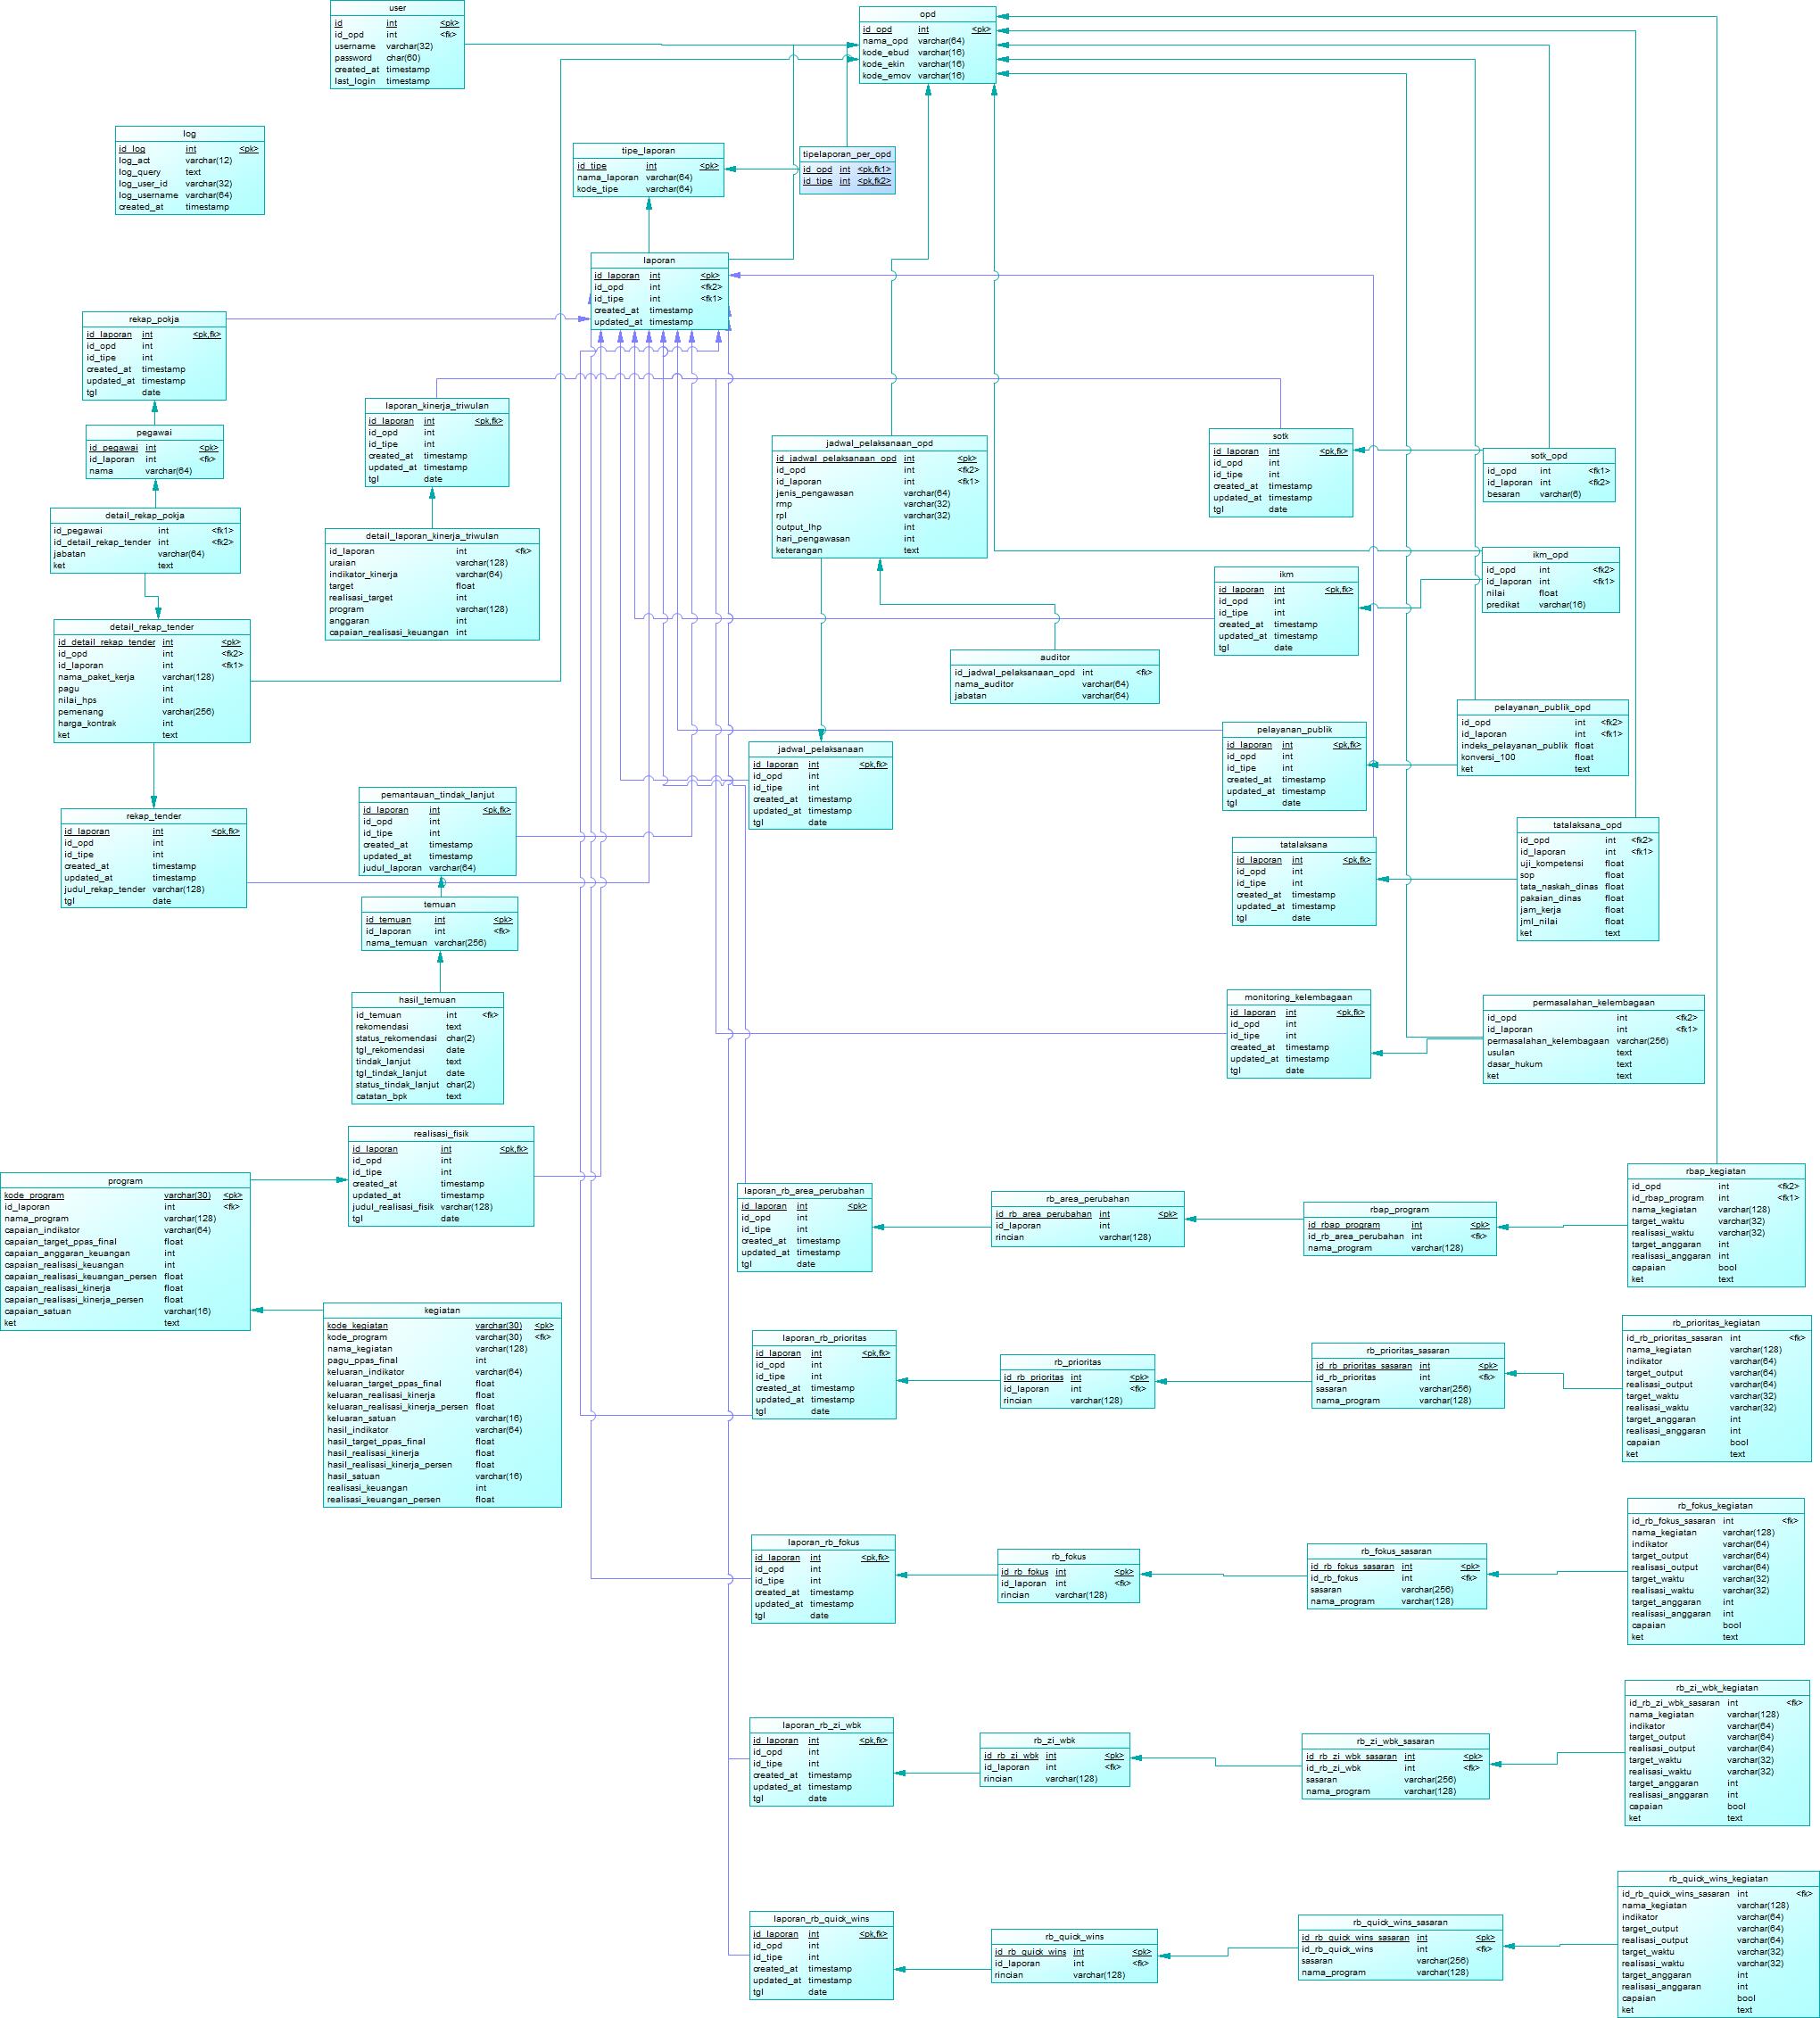 user
id int <pk>
id_opd int <fk>
username varchar(32)
password char(60)
created_at timestamp
last_login timestamp
opd
id_opd int <pk>
nama_opd varchar(64)
kode_ebud varchar(16)
kode_ekin varchar(16)
kode_emov varchar(16)
log
id_log int <pk>
log_act varchar(12)
log_query text
log_user_id varchar(32)
log_username varchar(64)
created_at timestamp
tipe_laporan
id_tipe int <pk>
nama_laporan varchar(64)
kode_tipe varchar(64)
tipelaporan_per_opd
id_opd int <pk,fk1>
id_tipe int <pk,fk2>
laporan
id_laporan int <pk>
id_opd int <fk2>
id_tipe int <fk1>
created_at timestamp
updated_at timestamp
rekap_pokja
id_laporan int <pk,fk>
id_opd int
id_tipe int
created_at timestamp
updated_at timestamp
tgl date
pegawai
id_pegawai int <pk>
id_laporan int <fk>
nama varchar(64)
detail_rekap_pokja
id_pegawai int <fk1>
id_detail_rekap_tender int <fk2>
jabatan varchar(64)
ket text
detail_rekap_tender
id_detail_rekap_tender int <pk>
id_opd int <fk2>
id_laporan int <fk1>
nama_paket_kerja varchar(128)
pagu int
nilai_hps int
pemenang varchar(256)
harga_kontrak int
ket text
rekap_tender
id_laporan int <pk,fk>
id_opd int
id_tipe int
created_at timestamp
updated_at timestamp
judul_rekap_tender varchar(128)
tgl date
laporan_kinerja_triwulan
id_laporan int <pk,fk>
id_opd int
id_tipe int
created_at timestamp
updated_at timestamp
tgl date
detail_laporan_kinerja_triwulan
id_laporan int <fk>
uraian varchar(128)
indikator_kinerja varchar(64)
target float
realisasi_target int
program varchar(128)
anggaran int
capaian_realisasi_keuangan int
pemantauan_tindak_lanjut
id_laporan int <pk,fk>
id_opd int
id_tipe int
created_at timestamp
updated_at timestamp
judul_laporan varchar(64)
temuan
id_temuan int <pk>
id_laporan int <fk>
nama_temuan varchar(256)
hasil_temuan
id_temuan int <fk>
rekomendasi text
status_rekomendasi char(2)
tgl_rekomendasi date
tindak_lanjut text
tgl_tindak_lanjut date
status_tindak_lanjut char(2)
catatan_bpk text
jadwal_pelaksanaan_opd
id_jadwal_pelaksanaan_opd int <pk>
id_opd int <fk2>
id_laporan int <fk1>
jenis_pengawasan varchar(64)
rmp varchar(32)
rpl varchar(32)
output_lhp int
hari_pengawasan int
keterangan text
auditor
id_jadwal_pelaksanaan_opd int <fk>
nama_auditor varchar(64)
jabatan varchar(64)
jadwal_pelaksanaan
id_laporan int <pk,fk>
id_opd int
id_tipe int
created_at timestamp
updated_at timestamp
tgl date
sotk
id_laporan int <pk,fk>
id_opd int
id_tipe int
created_at timestamp
updated_at timestamp
tgl date
sotk_opd
id_opd int <fk1>
id_laporan int <fk2>
besaran varchar(6)
ikm
id_laporan int <pk,fk>
id_opd int
id_tipe int
created_at timestamp
updated_at timestamp
tgl date
ikm_opd
id_opd int <fk2>
id_laporan int <fk1>
nilai float
predikat varchar(16)
pelayanan_publik
id_laporan int <pk,fk>
id_opd int
id_tipe int
created_at timestamp
updated_at timestamp
tgl date
pelayanan_publik_opd
id_opd int <fk2>
id_laporan int <fk1>
indeks_pelayanan_publik float
konversi_100 float
ket text
tatalaksana
id_laporan int <pk,fk>
id_opd int
id_tipe int
created_at timestamp
updated_at timestamp
tgl date
tatalaksana_opd
id_opd int <fk2>
id_laporan int <fk1>
uji_kompetensi float
sop float
tata_naskah_dinas float
pakaian_dinas float
jam_kerja float
jml_nilai float
ket text
monitoring_kelembagaan
id_laporan int <pk,fk>
id_opd int
id_tipe int
created_at timestamp
updated_at timestamp
tgl date
permasalahan_kelembagaan
id_opd int <fk2>
id_laporan int <fk1>
permasalahan_kelembagaan varchar(256)
usulan text
dasar_hukum text
ket text
realisasi_fisik
id_laporan int <pk,fk>
id_opd int
id_tipe int
created_at timestamp
updated_at timestamp
judul_realisasi_fisik varchar(128)
tgl date
program
kode_program varchar(30) <pk>
id_laporan int <fk>
nama_program varchar(128)
capaian_indikator varchar(64)
capaian_target_ppas_final float
capaian_anggaran_keuangan int
capaian_realisasi_keuangan int
capaian_realisasi_keuangan_persen float
capaian_realisasi_kinerja float
capaian_realisasi_kinerja_persen float
capaian_satuan varchar(16)
ket text
kegiatan
kode_kegiatan varchar(30) <pk>
kode_program varchar(30) <fk>
nama_kegiatan varchar(128)
pagu_ppas_final int
keluaran_indikator varchar(64)
keluaran_target_ppas_final float
keluaran_realisasi_kinerja float
keluaran_realisasi_kinerja_persen float
keluaran_satuan varchar(16)
hasil_indikator varchar(64)
hasil_target_ppas_final float
hasil_realisasi_kinerja float
hasil_realisasi_kinerja_persen float
hasil_satuan varchar(16)
realisasi_keuangan int
realisasi_keuangan_persen float
laporan_rb_area_perubahan
id_laporan int <pk>
id_opd int
id_tipe int
created_at timestamp
updated_at timestamp
tgl date
rb_area_perubahan
id_rb_area_perubahan int <pk>
id_laporan int
rincian varchar(128)
rbap_program
id_rbap_program int <pk>
id_rb_area_perubahan int <fk>
nama_program varchar(128)
rbap_kegiatan
id_opd int <fk2>
id_rbap_program int <fk1>
nama_kegiatan varchar(128)
target_waktu varchar(32)
realisasi_waktu varchar(32)
target_anggaran int
realisasi_anggaran int
capaian bool
ket text
laporan_rb_prioritas
id_laporan int <pk,fk>
id_opd int
id_tipe int
created_at timestamp
updated_at timestamp
tgl date
rb_prioritas
id_rb_prioritas int <pk>
id_laporan int <fk>
rincian varchar(128)
rb_prioritas_sasaran
id_rb_prioritas_sasaran int <pk>
id_rb_prioritas int <fk>
sasaran varchar(256)
nama_program varchar(128)
rb_prioritas_kegiatan
id_rb_prioritas_sasaran int <fk>
nama_kegiatan varchar(128)
indikator varchar(64)
target_output varchar(64)
realisasi_output varchar(64)
target_waktu varchar(32)
realisasi_waktu varchar(32)
target_anggaran int
realisasi_anggaran int
capaian bool
ket text
laporan_rb_fokus
id_laporan int <pk,fk>
id_opd int
id_tipe int
created_at timestamp
updated_at timestamp
tgl date
rb_fokus
id_rb_fokus int <pk>
id_laporan int <fk>
rincian varchar(128)
rb_fokus_sasaran
id_rb_fokus_sasaran int <pk>
id_rb_fokus int <fk>
sasaran varchar(256)
nama_program varchar(128)
rb_fokus_kegiatan
id_rb_fokus_sasaran int <fk>
nama_kegiatan varchar(128)
indikator varchar(64)
target_output varchar(64)
realisasi_output varchar(64)
target_waktu varchar(32)
realisasi_waktu varchar(32)
target_anggaran int
realisasi_anggaran int
capaian bool
ket text
laporan_rb_zi_wbk
id_laporan int <pk,fk>
id_opd int
id_tipe int
created_at timestamp
updated_at timestamp
tgl date
rb_zi_wbk
id_rb_zi_wbk int <pk>
id_laporan int <fk>
rincian varchar(128)
rb_zi_wbk_sasaran
id_rb_zi_wbk_sasaran int <pk>
id_rb_zi_wbk int <fk>
sasaran varchar(256)
nama_program varchar(128)
rb_zi_wbk_kegiatan
id_rb_zi_wbk_sasaran int <fk>
nama_kegiatan varchar(128)
indikator varchar(64)
target_output varchar(64)
realisasi_output varchar(64)
target_waktu varchar(32)
realisasi_waktu varchar(32)
target_anggaran int
realisasi_anggaran int
capaian bool
ket text
laporan_rb_quick_wins
id_laporan int <pk,fk>
id_opd int
id_tipe int
created_at timestamp
updated_at timestamp
tgl date
rb_quick_wins
id_rb_quick_wins int <pk>
id_laporan int <fk>
rincian varchar(128)
rb_quick_wins_sasaran
id_rb_quick_wins_sasaran int <pk>
id_rb_quick_wins int <fk>
sasaran varchar(256)
nama_program varchar(128)
rb_quick_wins_kegiatan
id_rb_quick_wins_sasaran int <fk>
nama_kegiatan varchar(128)
indikator varchar(64)
target_output varchar(64)
realisasi_output varchar(64)
target_waktu varchar(32)
realisasi_waktu varchar(32)
target_anggaran int
realisasi_anggaran int
capaian bool
ket text